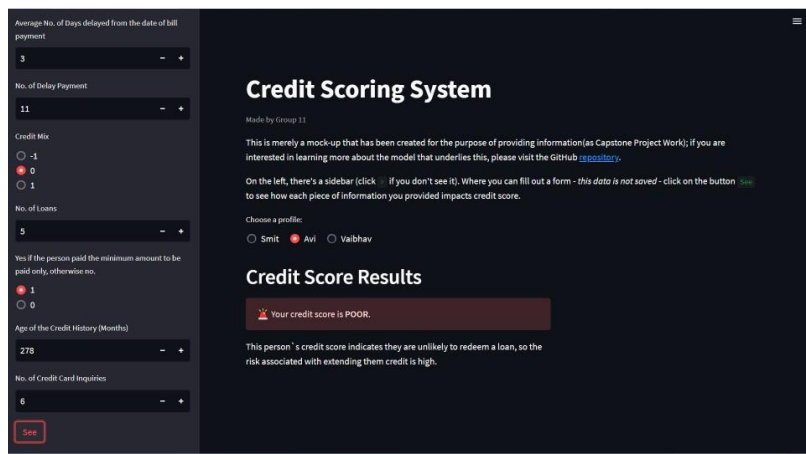 Average No. of Days delayed from the date of bill
payment
3
No. of Delay Payment
11
Credit Mix
-1
0
1
No. of Loans
5
Yes if the person paid the minimum amount to be
paid only, otherwise no.
1
0
Age of the Credit History (Months)
278
No. of Credit Card Inquiries
6
See
Credit Scoring System
Made by Group 11
This is merely a mock-up that has been created for the purpose of providing information(as Capstone Project Work); if you are
interested in learning more about the model that underlies this, please visit the GitHub repository.
On the left, there's a sidebar (click > if you don't see it). Where you can fill out a form - this data is not saved - click on the button See
to see how each piece of information you provided impacts credit score.
Choose a profile:
Smit Avi Vaibhav
Credit Score Results
Your credit score is POOR.
This person`s credit score indicates they are unlikely to redeem a loan, so the
risk associated with extending them credit is high.